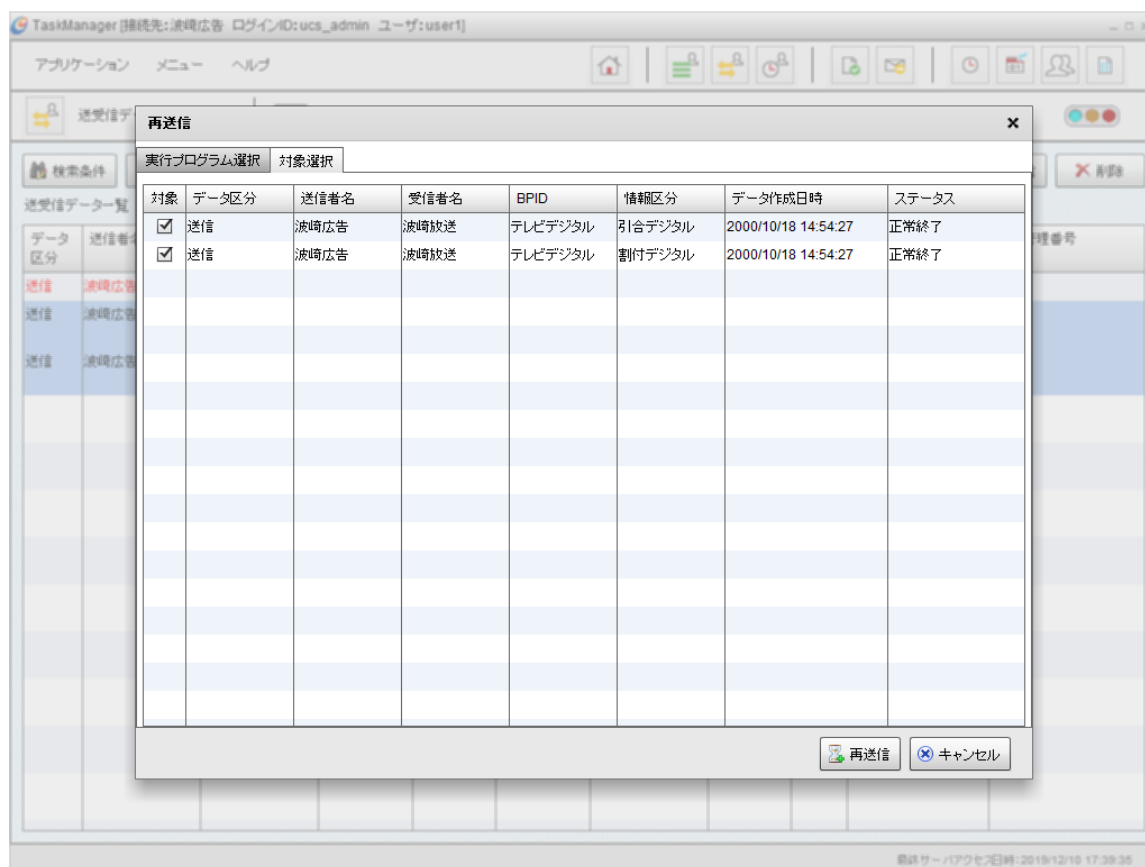 TaskManager [接続先:波崎広告 ログインID:ucs_admin ユーザ:user1]
アプリケーション メニュー ヘルプ
送受信デ
検索条件 削除
送受信データ一覧
データ区分 送信者名 理番号
送信 波崎広告
送信 波崎広告
送信 波崎広告
再送信
実行プログラム選択 対象選択
対象 データ区分 送信者名 受信者名 BPID 情報区分 データ作成日時 ステータス
送信 波崎広告 波崎放送 テレビデジタル 引合デジタル 2000/10/18 14:54:27 正常終了
送信 波崎広告 波崎放送 テレビデジタル 割付デジタル 2000/10/18 14:54:27 正常終了
再送信 キャンセル
最終サーバアクセス日時:2019/12/10 17:39:36